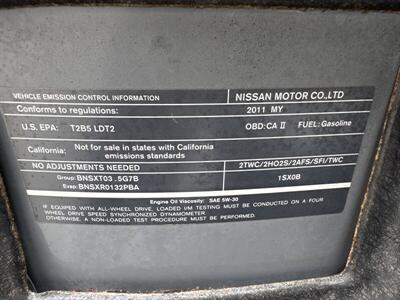 VEHICLE EMISSION CONTROL INFORMATION NISSAN MOTOR CO.,LTD
Conforms to regulations: 2011 MY
U.S. EPA: T2B5 LDT2 OBD: CA II FUEL: Gasoline
California: Not for sale in states with California
emissions standards
NO ADJUSTMENTS NEEDED 2TWC/2HO2S/2AFS/SFI/TWC
Group: BNSXT03 .5G7B 1SX0B
Evap: BNSXR0132PBA
Engine Oil Viscosity: SAE 5W-30
IF EQUIPPED WITH ALL-WHEEL DRIVE, LOADED I/M TESTING MUST BE CONDUCTED ON A FOUR
WHEEL DRIVE SPEED SYNCHRONIZED DYNAMOMETER.
OTHERWISE, A NON-LOADED TEST PROCEDURE MUST BE PERFORMED.